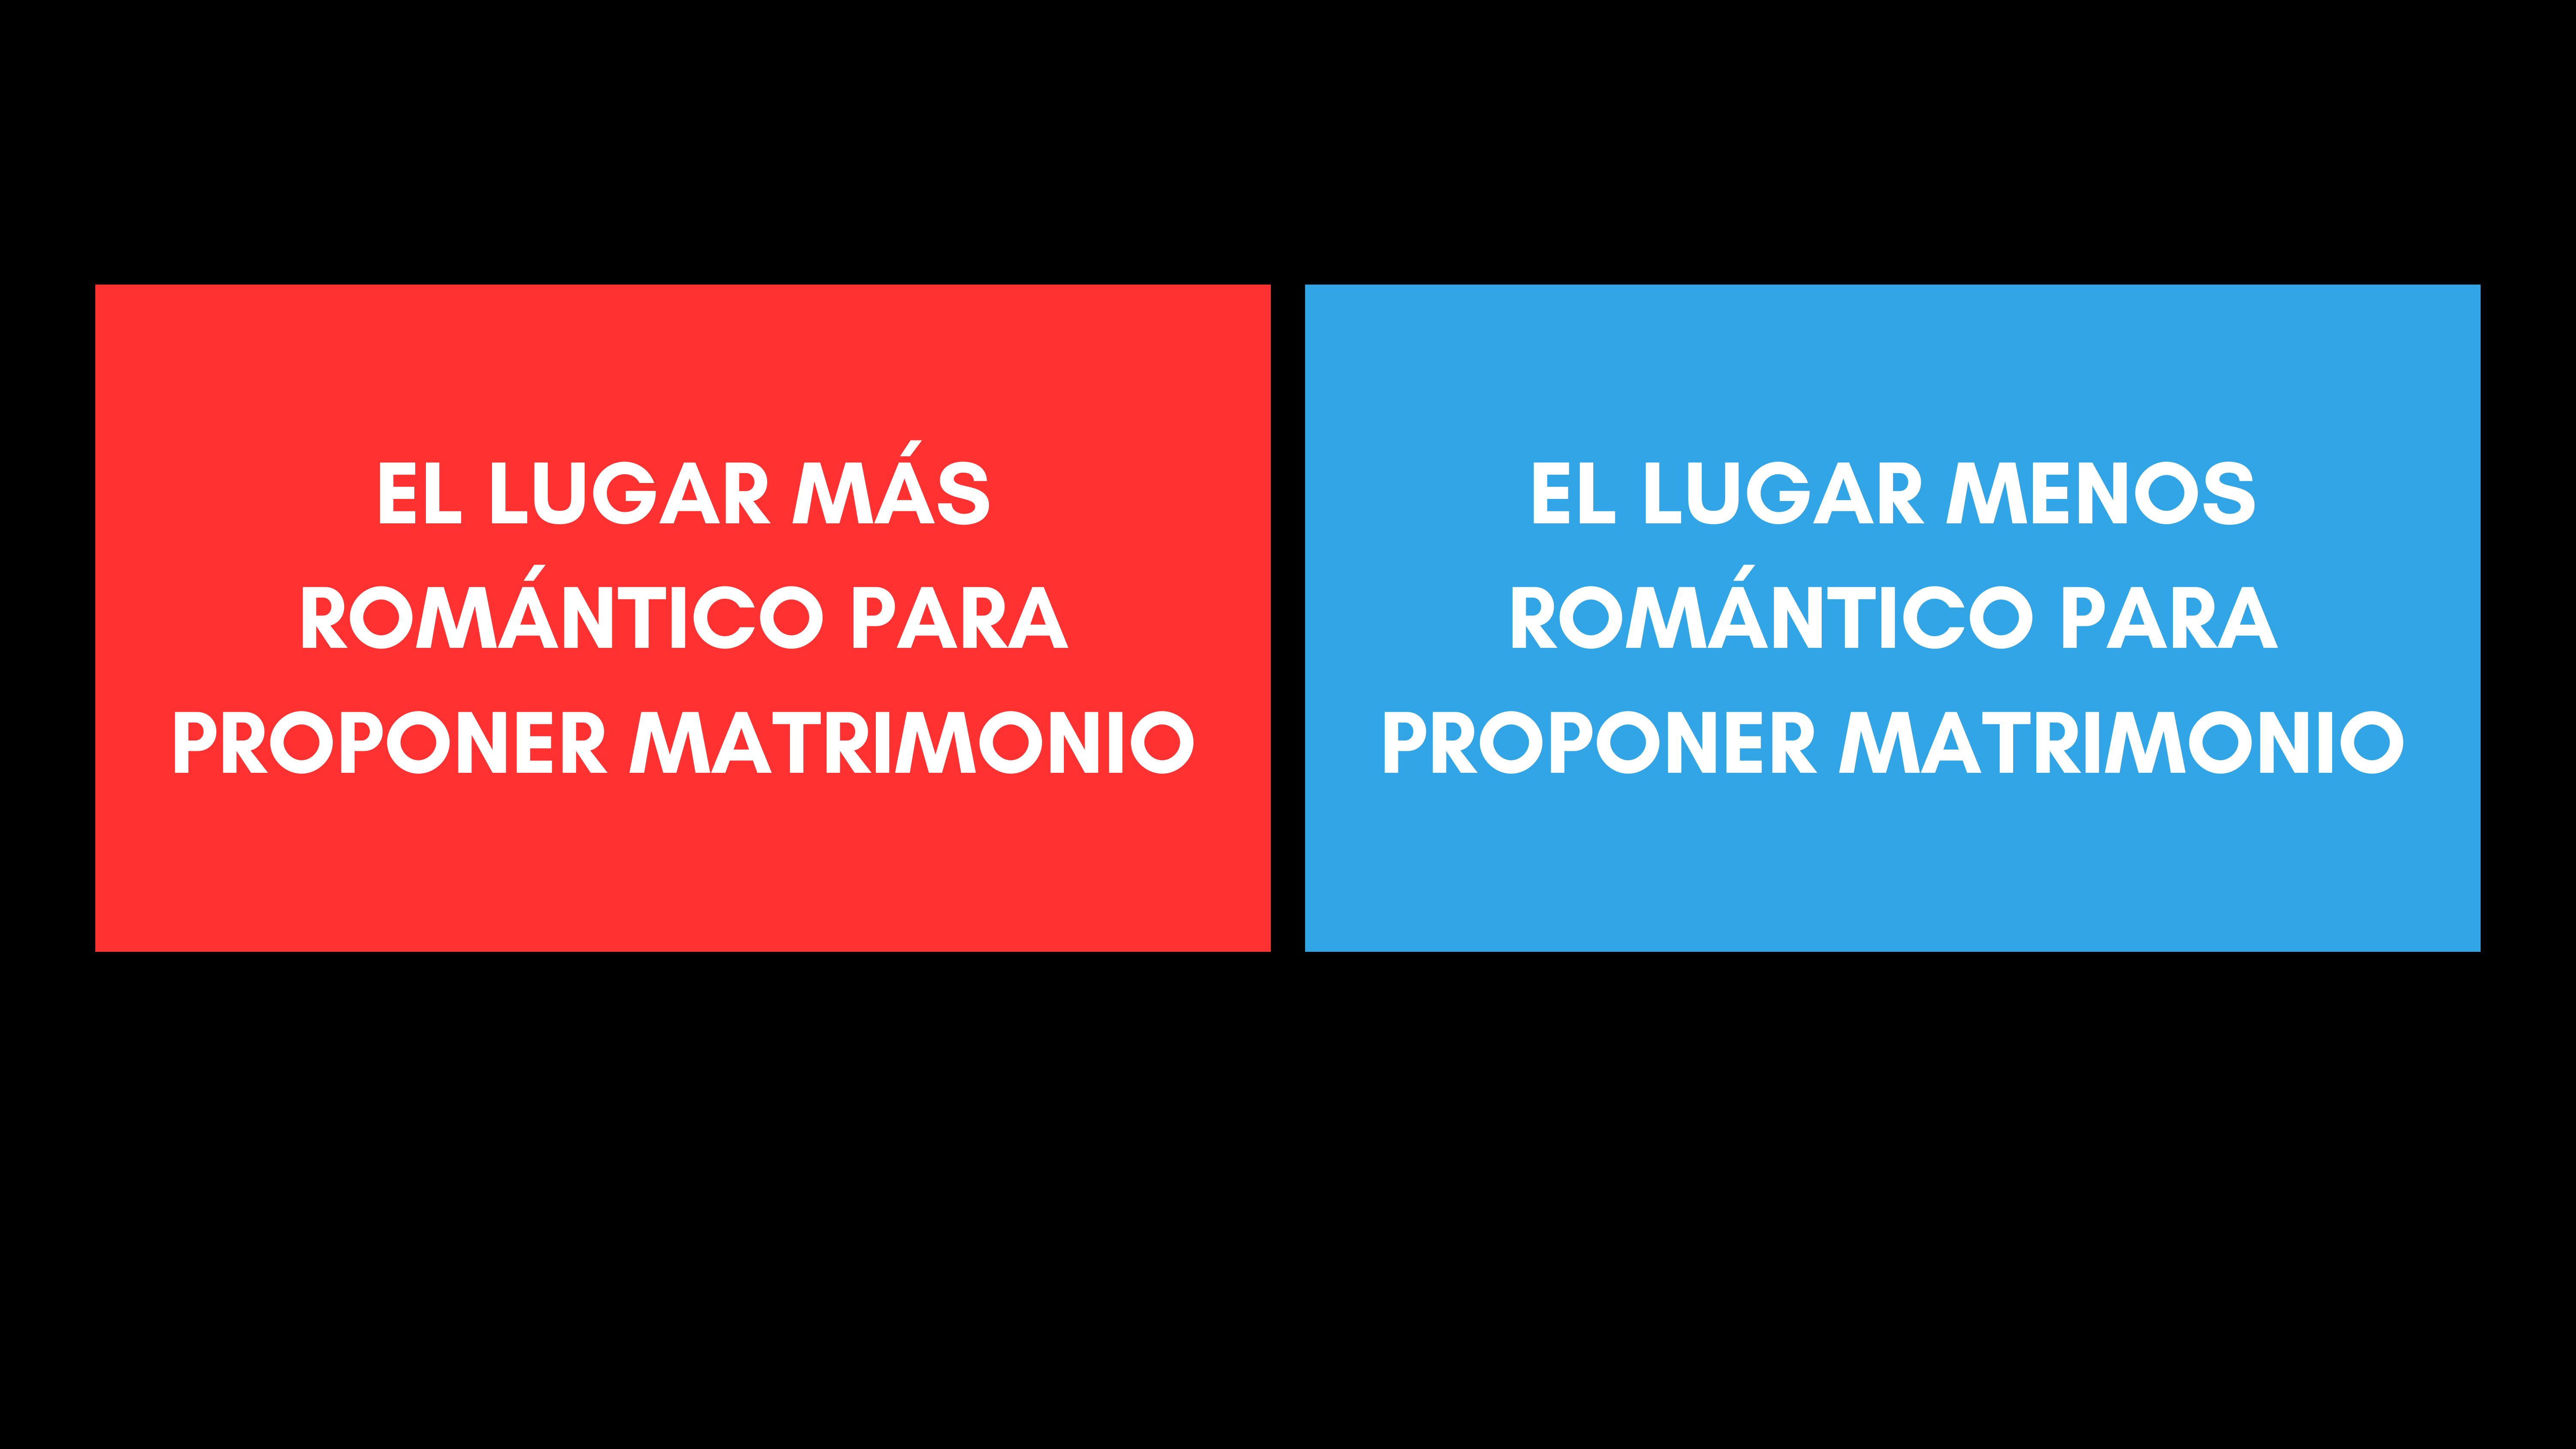 EL LUGAR MÁS
ROMÁNTICO PARA
PROPONER MATRIMONIO
EL LUGAR MENOS
ROMÁNTICO PARA
PROPONER MATRIMONIO